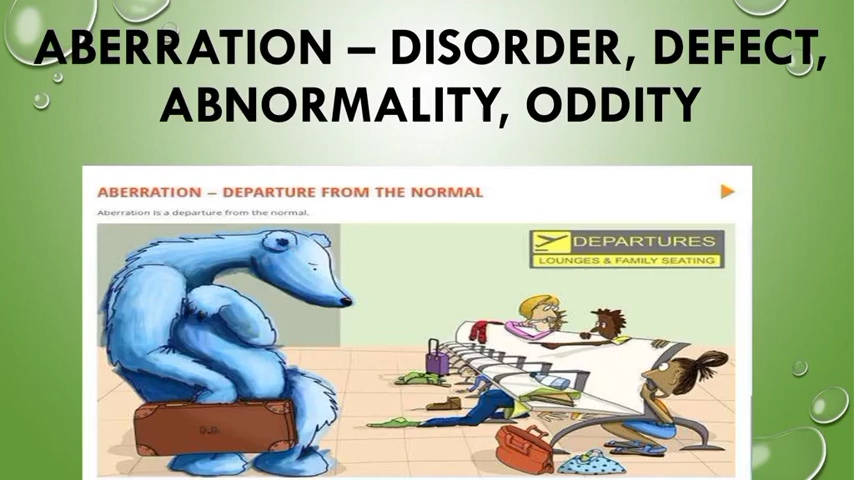 ABERRATION – DISORDER, DEFECT,
ABNORMALITY, ODDITY
ABERRATION – DEPARTURE FROM THE NORMAL
Aberration is a departure from the normal.
DEPARTURES
LOUNGES & FAMILY SEATING